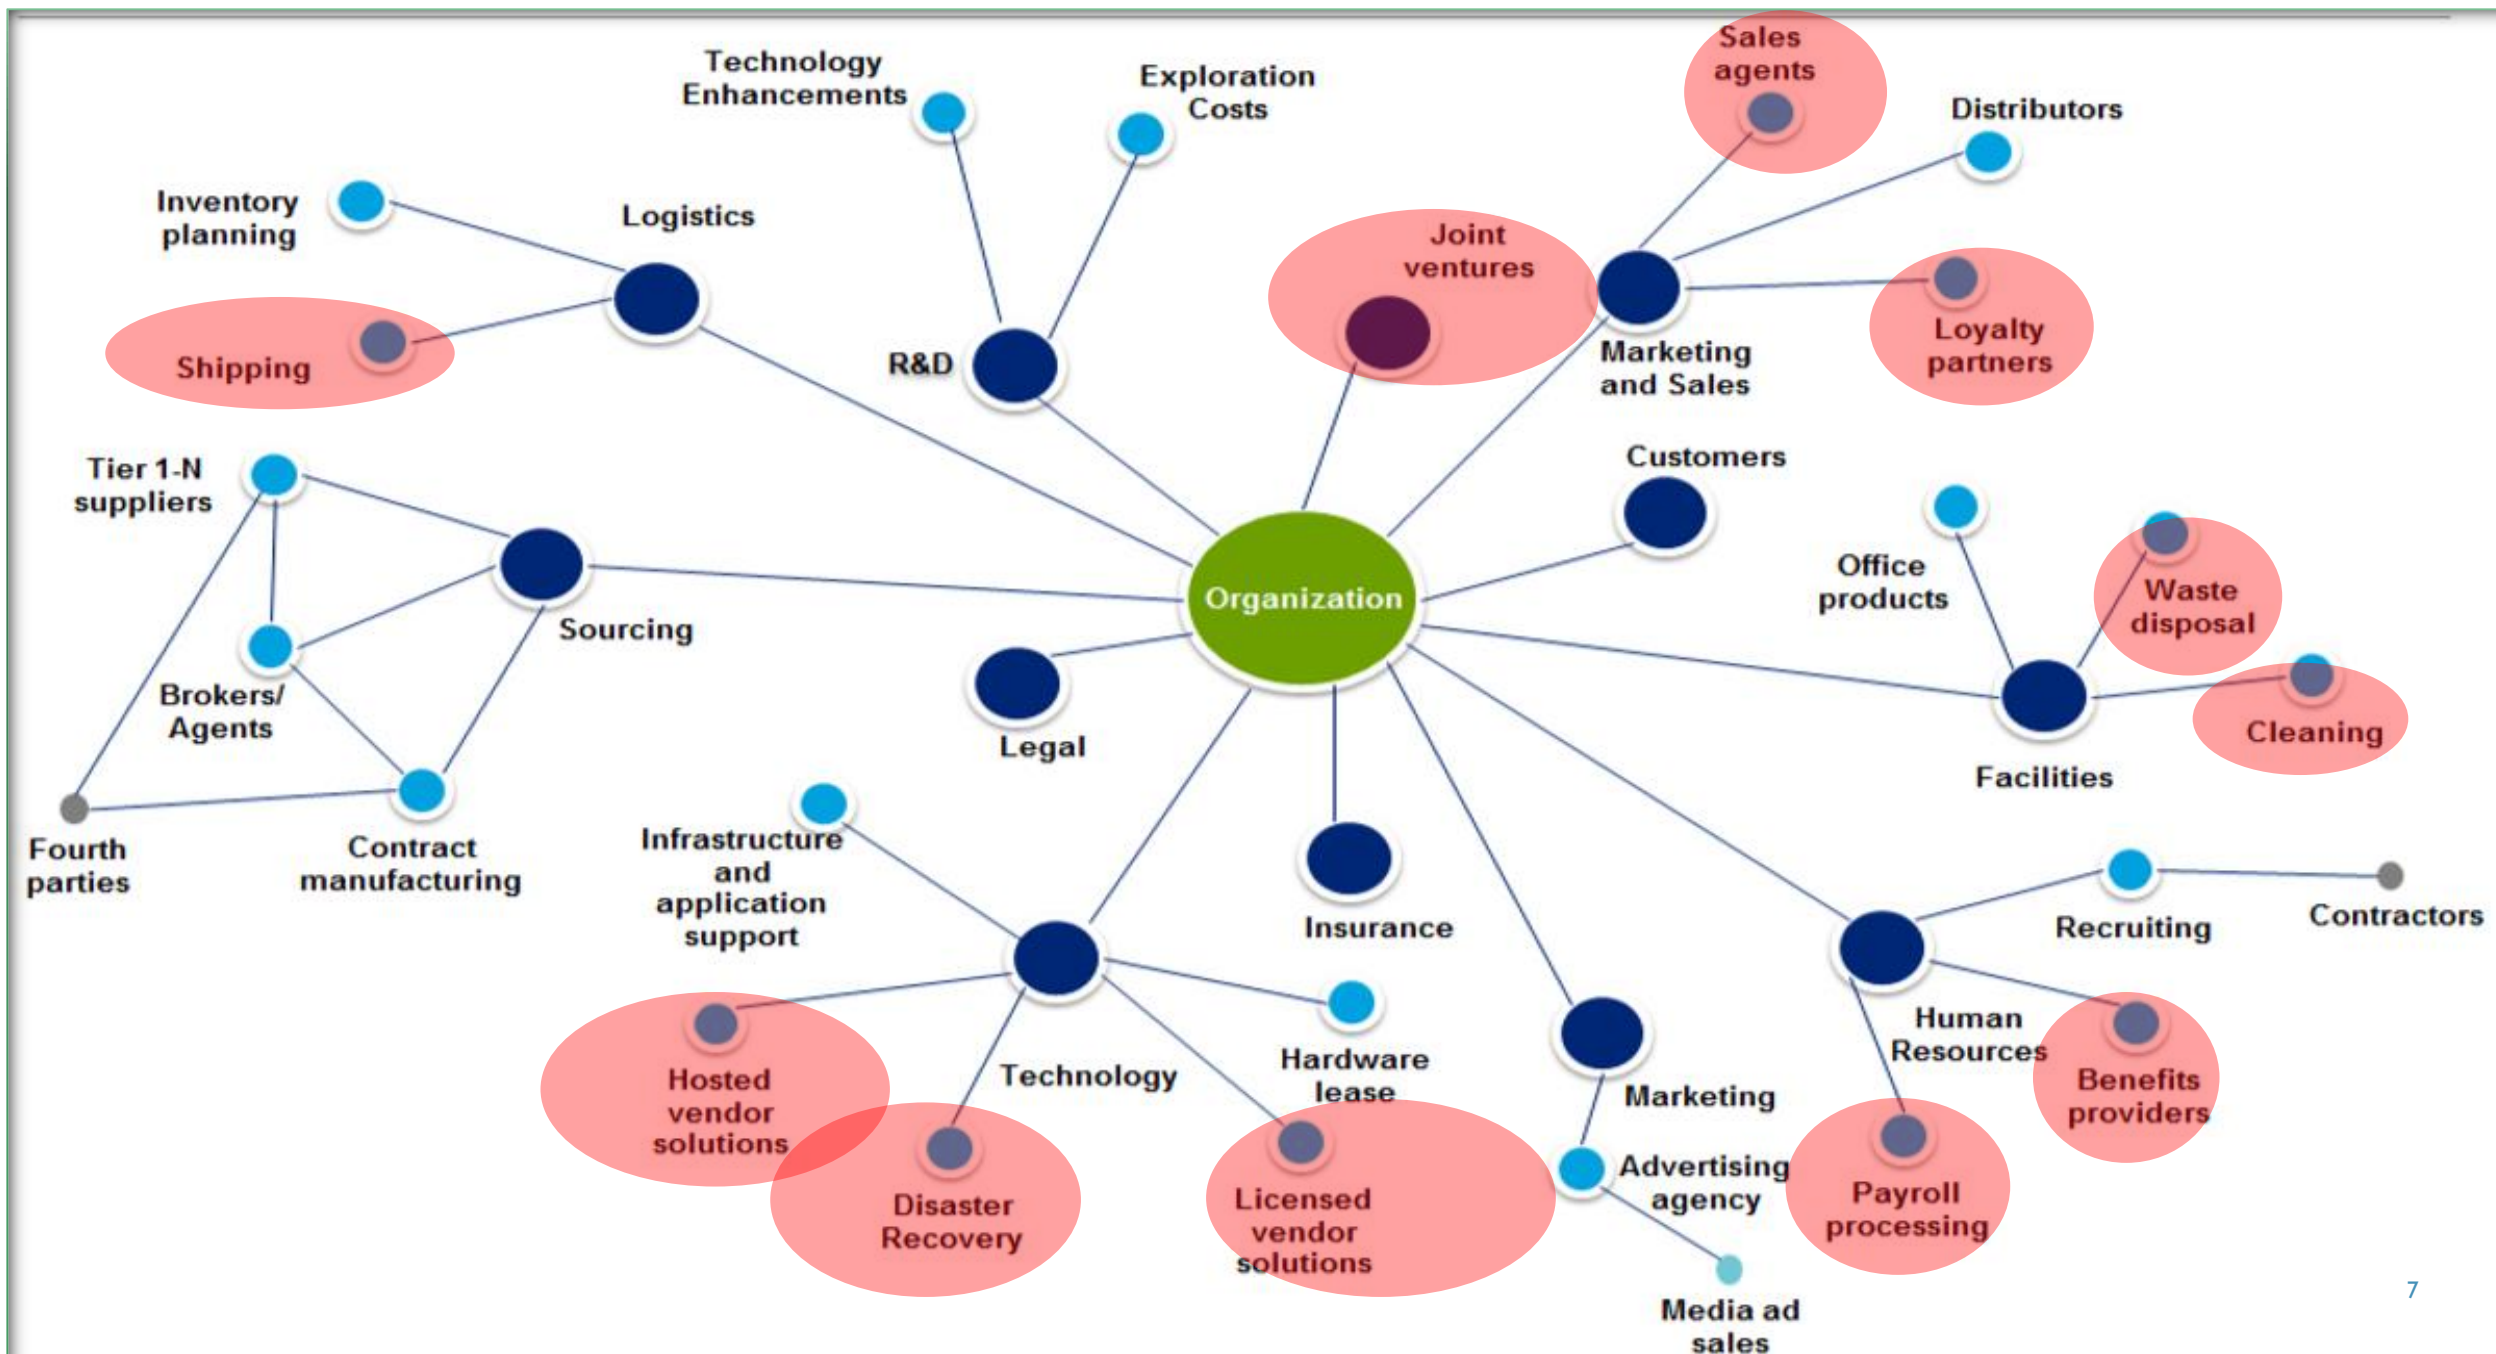 Sales
agents
Technology
Enhancements
Exploration
Costs
Distributors
Inventory
planning
Logistics
Joint
ventures
Shipping
R&D
Marketing
and Sales
Loyalty
partners
Tier 1-N
suppliers
Customers
Organization
Office
products
Waste
disposal
Sourcing
Brokers/
Agents
Legal
Cleaning
Facilities
Fourth
parties
Contract
manufacturing
Infrastructure
and
application
support
Insurance
Recruiting
Contractors
Hosted
vendor
solutions
Technology
Hardware
lease
Marketing
Human
Resources
Benefits
providers
Disaster
Recovery
Licensed
vendor
solutions
Advertising
agency
Payroll
processing
Media ad
sales
7